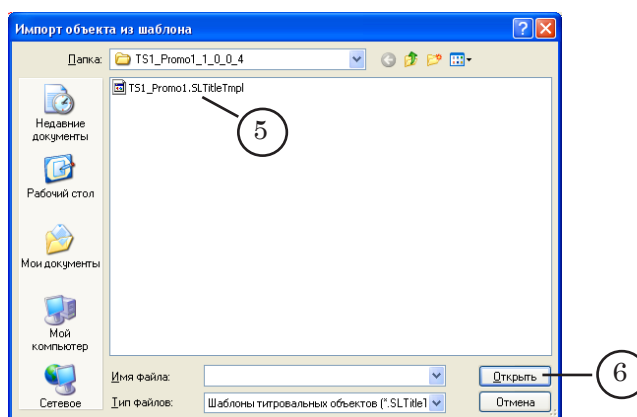 Импорт объекта из шаблона
Папка: TS1_Promo1_1_0_0_4
TS1_Promo1.SLTitleTmpl
5
Недавние
документы
Рабочий стол
Мои документы
Мой
компьютер
Сетевое
Имя файла:
Открыть
6
Тип файлов: Шаблоны титровальных объектов (*.SLTitleT
Отмена